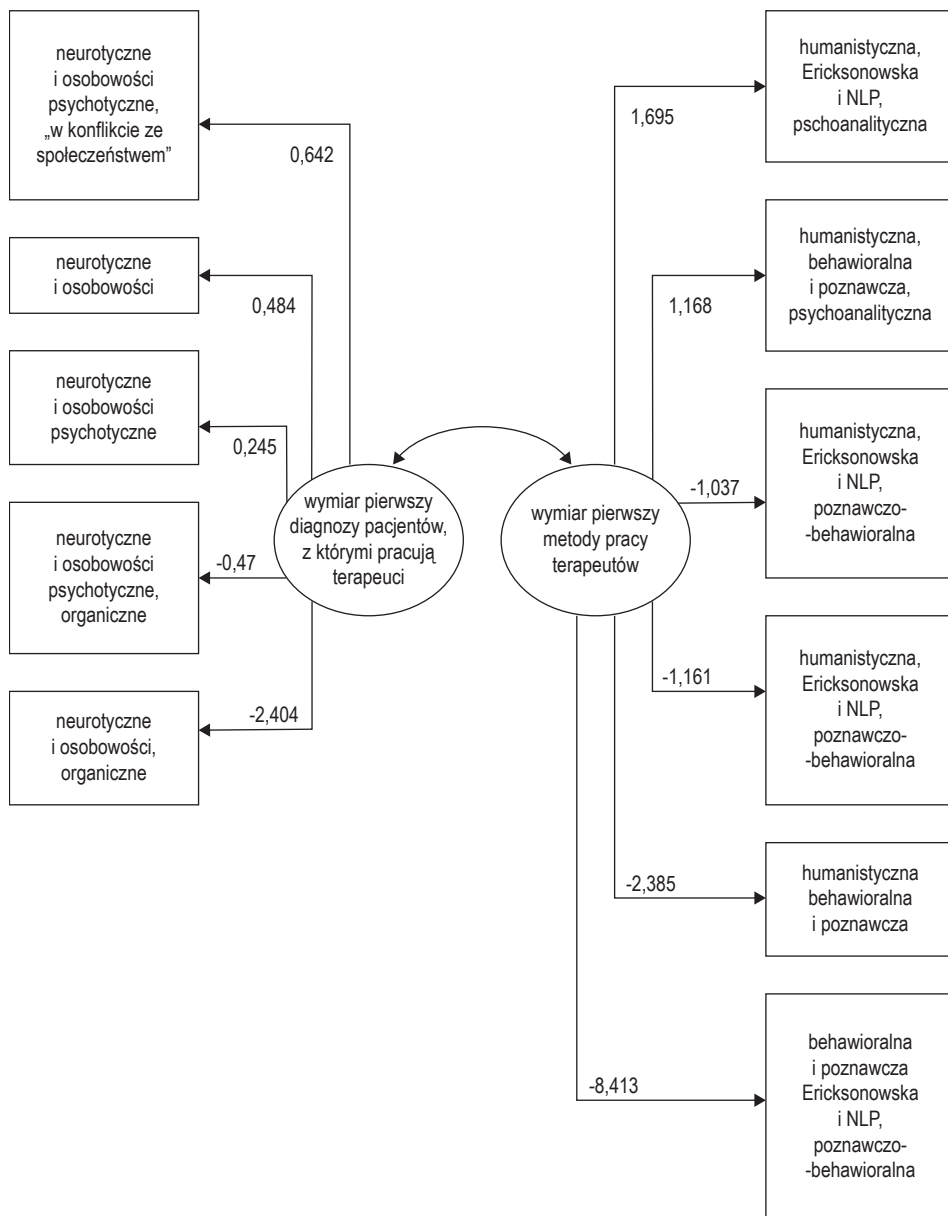 neurotyczne
i osobowości
psychotyczne,
„w konflikcie ze
społeczeństwem”
0,642
neurotyczne
i osobowości
0,484
neurotyczne
i osobowości
psychotyczne
0,245
neurotyczne
i osobowości
psychotyczne,
organiczne
-0,47
neurotyczne
i osobowości,
organiczne
-2,404
wymiar pierwszy
diagnozy pacjentów,
z którymi pracują
terapeuci
wymiar pierwszy
metody pracy
terapeutów
1,695
humanistyczna,
Ericksonowska
i NLP,
pschoanalityczna
1,168
humanistyczna,
behawioralna
i poznawcza,
psychoanalityczna
-1,037
humanistyczna,
Ericksonowska
i NLP,
poznawczo-
-behawioralna
-1,161
humanistyczna,
Ericksonowska
i NLP,
poznawczo-
-behawioralna
-2,385
humanistyczna
behawioralna
i poznawcza
-8,413
behawioralna
i poznawcza
Ericksonowska
i NLP,
poznawczo-
-behawioralna